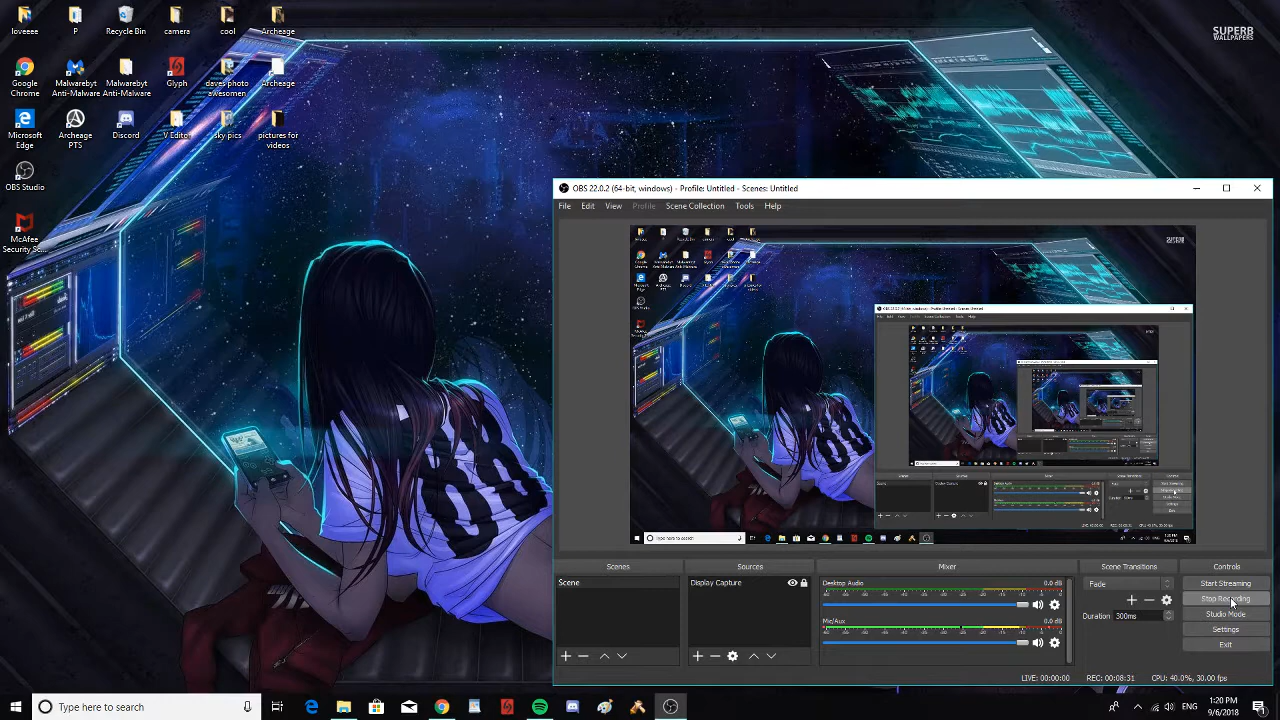 loveee
P
Recycle Bin
camera
cool
Archeage
SUPERB
WALLPAPERS
Google
Chrome
Malwarebyt
Anti-Malware
Malwarebyt
Anti-Malware
Glyph
daves photo
awesomen
Archeage
Microsoft
Edge
Archeage
PTS
Discord
V Editor
sky pics
pictures for
videos
OBS Studio
McAfee
Security Sc...
OBS 22.0.2 (64-bit, windows) - Profile: Untitled - Scenes: Untitled
File Edit View Profile Scene Collection Tools Help
Scenes
Sources
Mixer
Scene Transitions
Controls
Scene
Display Capture
Desktop Audio
0.0 dB
Mic/Aux
0.0 dB
Fade
Duration 300ms
Start Streaming
Stop Recording
Studio Mode
Settings
Exit
LIVE: 00:00:00
REC: 00:08:31
CPU: 40.0%, 30.00 fps
Type here to search
ENG
1:20 PM
9/6/2018